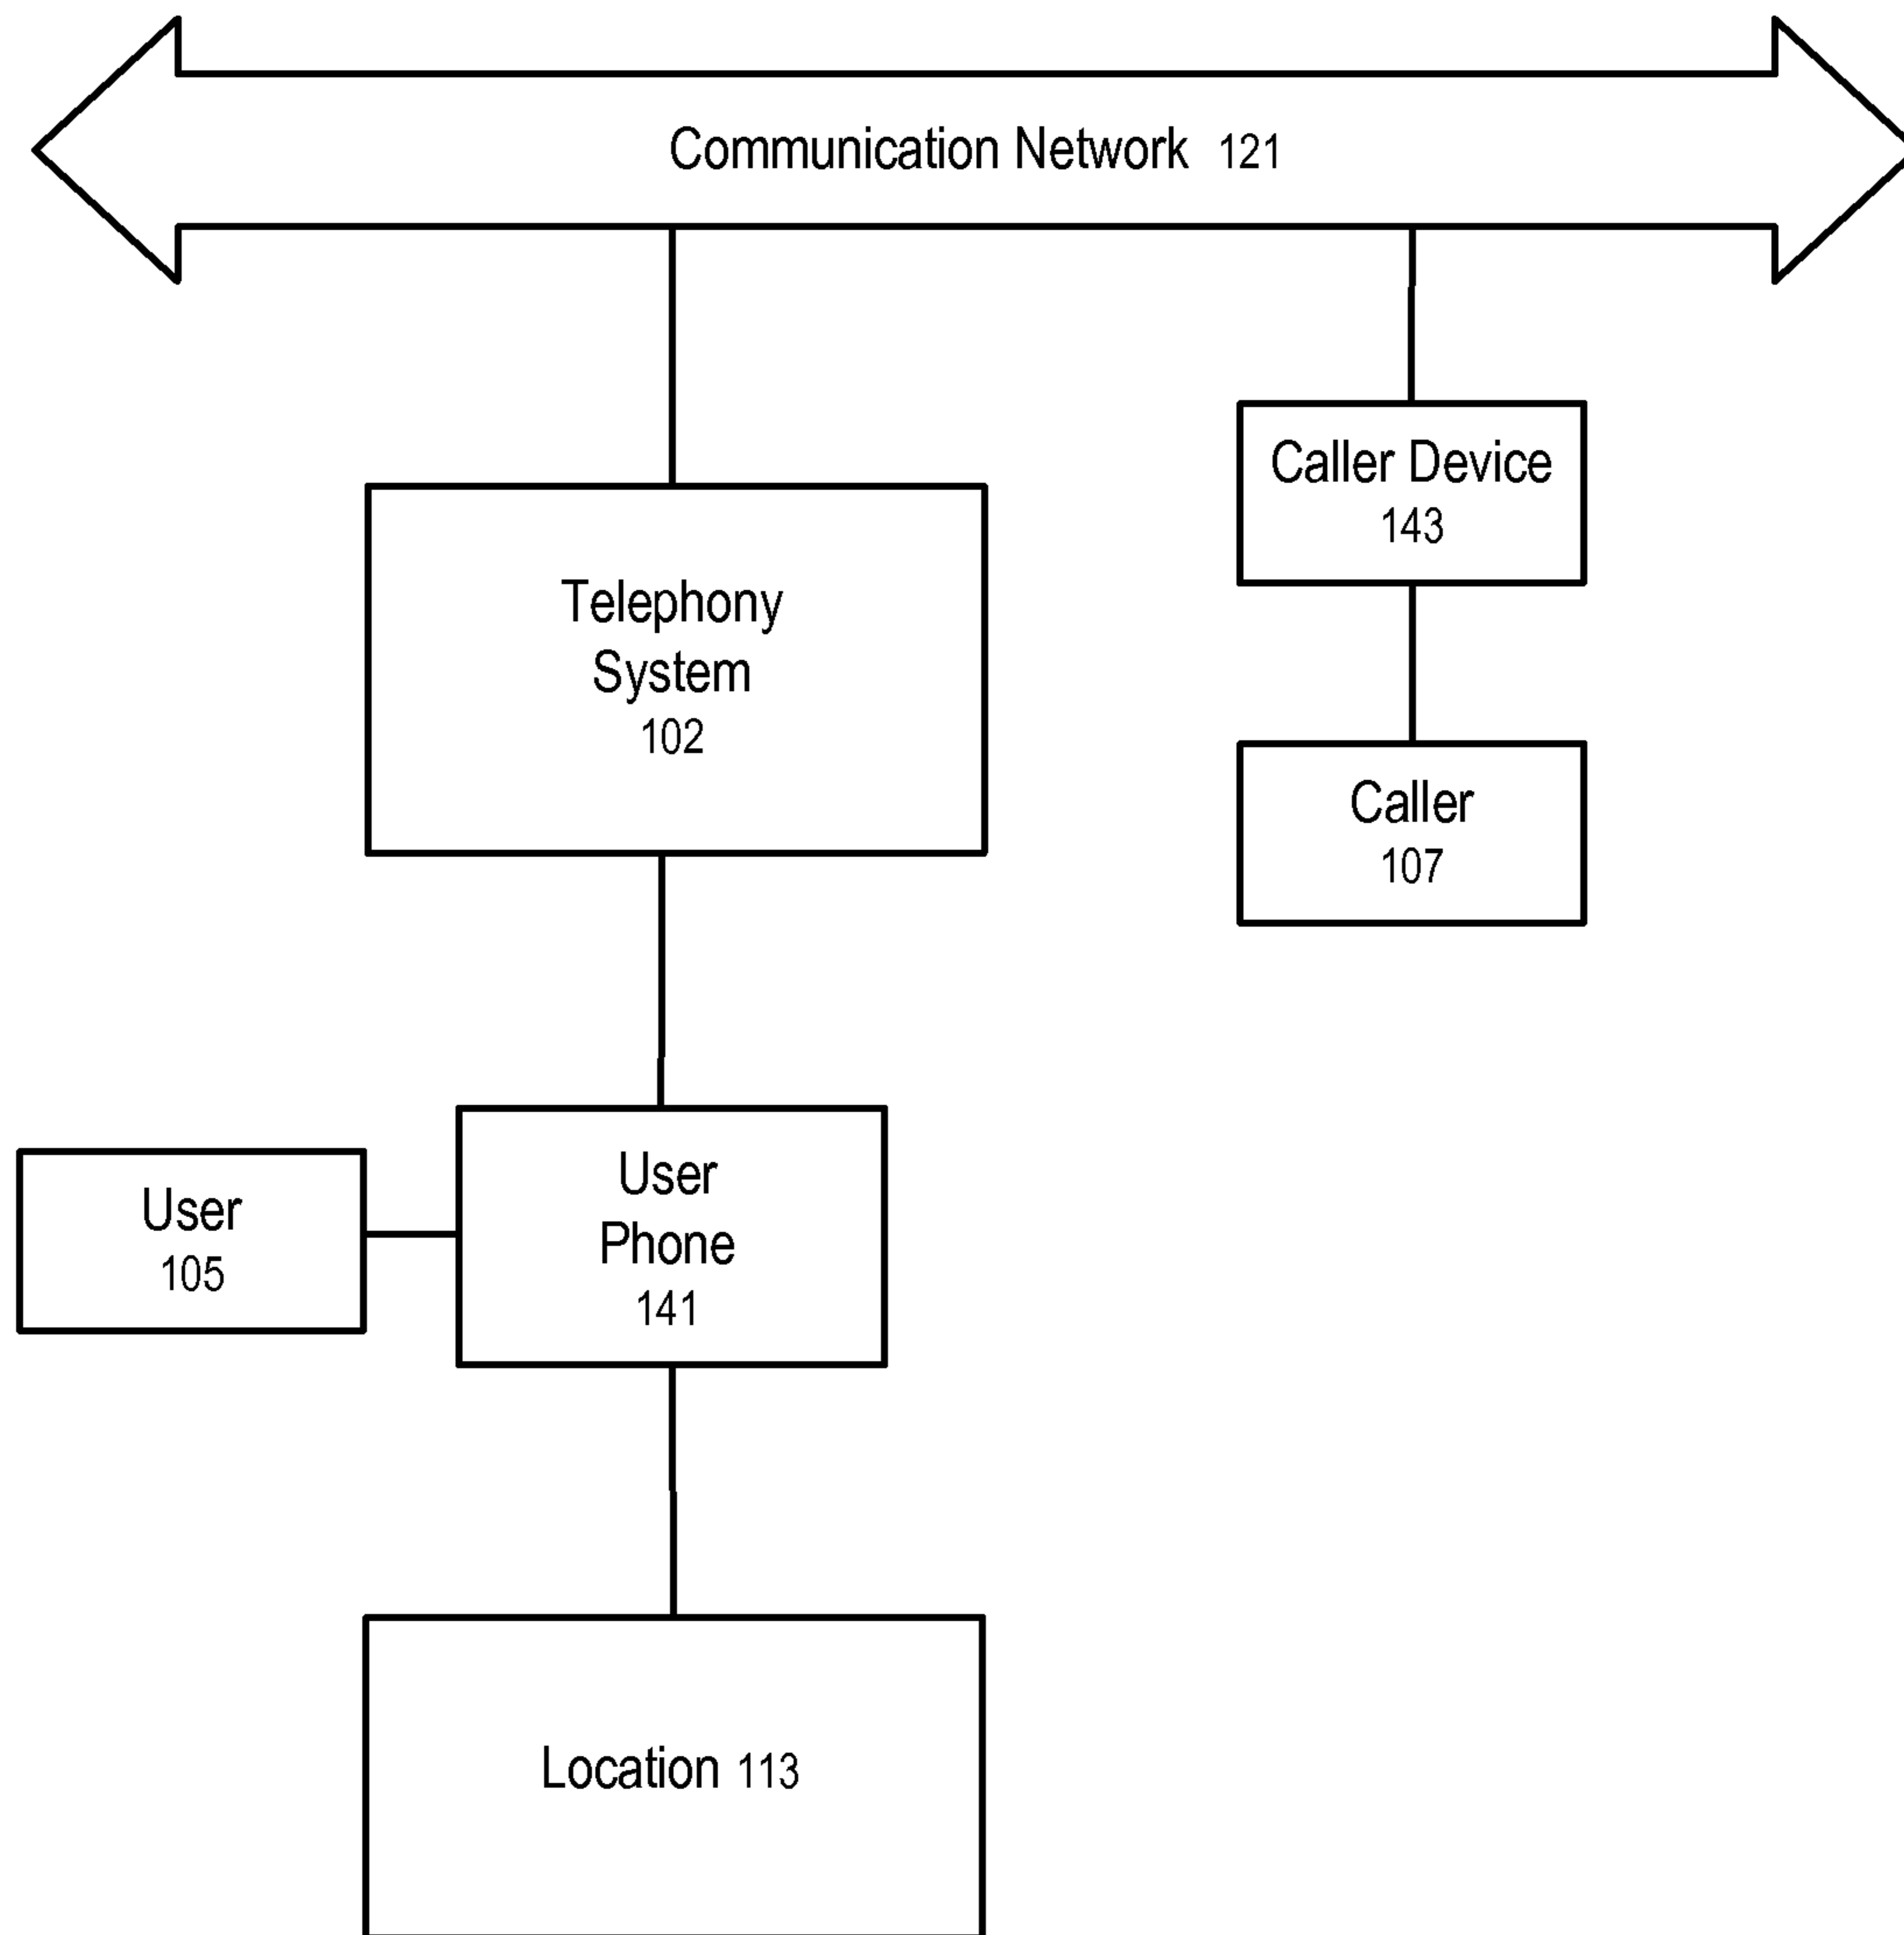 Communication Network 121
Caller Device
143
Telephony
System
102
Caller
107
User
Phone
141
User
105
Location 113